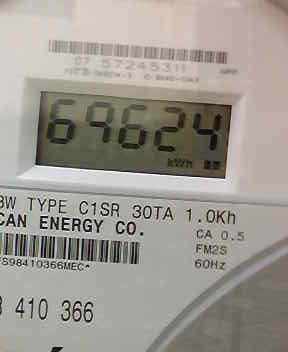 07 57245311
69624
kWh
3W TYPE C1SR 30TA 1.0Kh
CAN ENERGY CO.
CA 0.5
FM2S
60Hz
S98410366MEC*
410 366